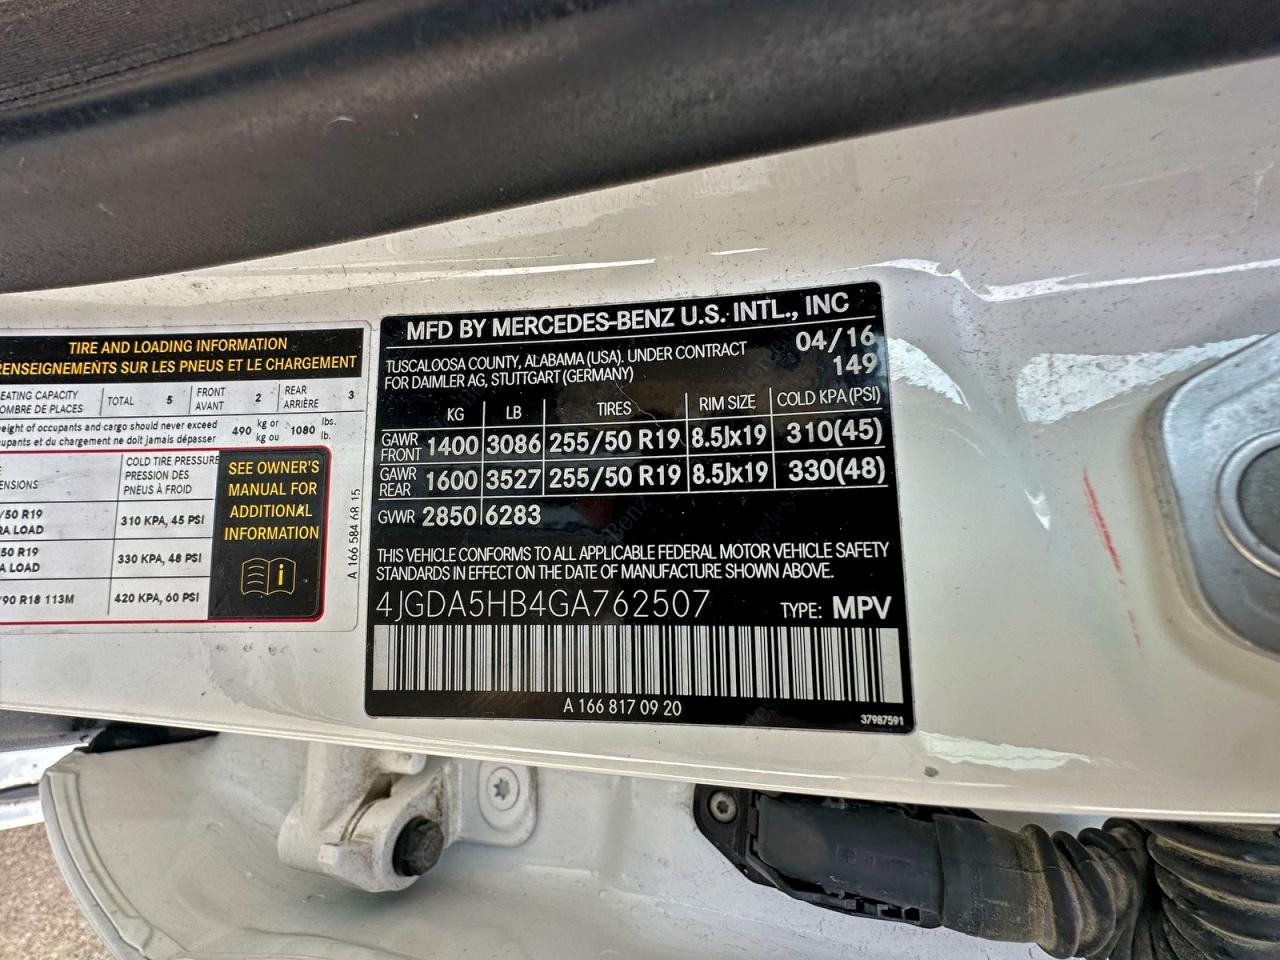 TIRE AND LOADING INFORMATION
RENSEIGNEMENTS SUR LES PNEUS ET LE CHARGEMENT
EATING CAPACITY
OMBRE DE PLACES
TOTAL 5
FRONT
AVANT
2
REAR
ARRIÈRE
3
eight of occupants and cargo should never exceed
upants et du chargement ne doit jamais dépasser
490 kg or
kg ou
1080 lbs.
lb.
ENSIONS
COLD TIRE PRESSURE
PRESSION DES
PNEUS À FROID
/50 R19
RA LOAD
310 KPA, 45 PSI
50 R19
A LOAD
330 KPA, 48 PSI
/90 R18 113M
420 KPA, 60 PSI
SEE OWNER'S
MANUAL FOR
ADDITIONAL
INFORMATION
i
A 166 584 68 15
MFD BY MERCEDES-BENZ U.S. INTL., INC
TUSCALOOSA COUNTY, ALABAMA (USA). UNDER CONTRACT
FOR DAIMLER AG, STUTTGART (GERMANY)
04/16
149
KG LB TIRES RIM SIZE COLD KPA (PSI)
GAWR
FRONT
1400 3086 255/50 R19 8.5Jx19 310(45)
GAWR
REAR
1600 3527 255/50 R19 8.5Jx19 330(48)
GVWR 2850 6283
THIS VEHICLE CONFORMS TO ALL APPLICABLE FEDERAL MOTOR VEHICLE SAFETY
STANDARDS IN EFFECT ON THE DATE OF MANUFACTURE SHOWN ABOVE.
4JGDA5HB4GA762507 TYPE: MPV
A 166 817 09 20
37987591